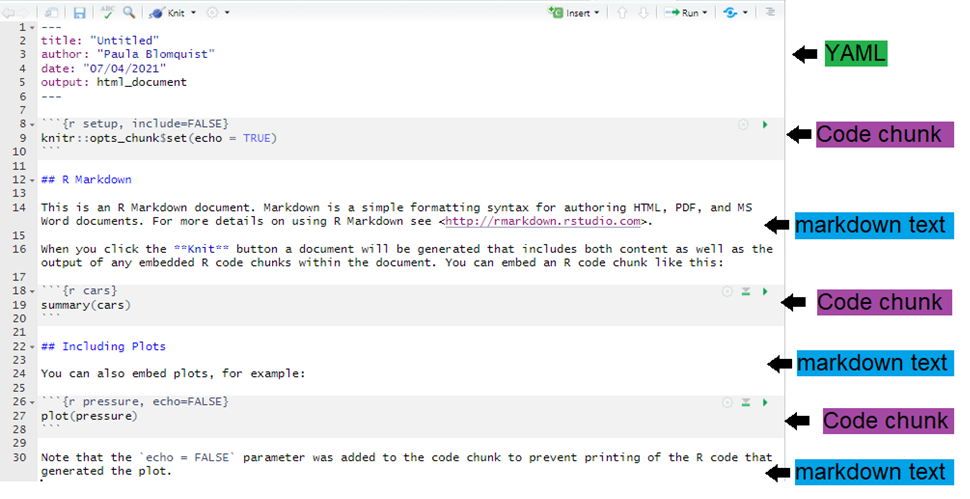 ABC Knit Insert Run
1 ---
2 title: "Untitled"
3 author: "Paula Blomquist"
YAML
4 date: "07/04/2021"
5 output: html_document
6 ---
7
8 ```{r setup, include=FALSE}
9 knitr::opts_chunk$set(echo = TRUE)
Code chunk
10 ```
11
12 ## R Markdown
13
14 This is an R Markdown document. Markdown is a simple formatting syntax for authoring HTML, PDF, and MS
Word documents. For more details on using R Markdown see <http://rmarkdown.rstudio.com>.
markdown text
15
16 When you click the **Knit** button a document will be generated that includes both content as well as the
output of any embedded R code chunks within the document. You can embed an R code chunk like this:
17
18 ```{r cars}
19 summary(cars)
Code chunk
20 ```
21
22 ## Including Plots
23
markdown text
24 You can also embed plots, for example:
25
26 ```{r pressure, echo=FALSE}
27 plot(pressure)
Code chunk
28 ```
29
30 Note that the `echo = FALSE` parameter was added to the code chunk to prevent printing of the R code that
generated the plot.
markdown text